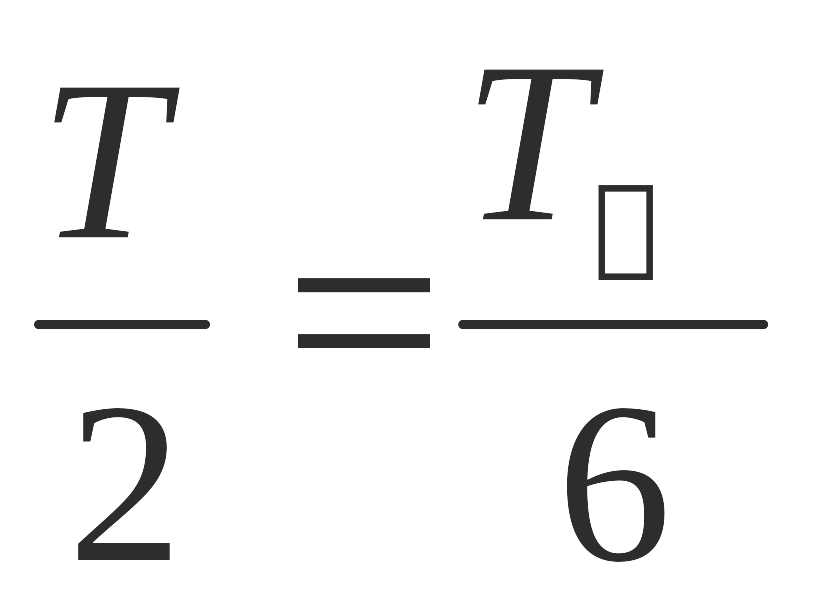 T/2 = T▯/6